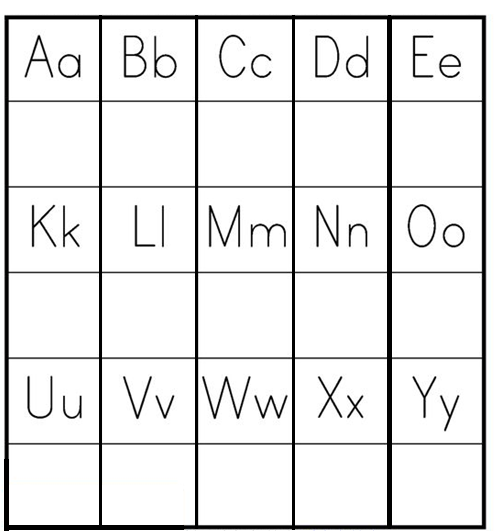 Aa Bb Cc Dd Ee
Kk Ll Mm Nn Oo
Uu Vv Ww Xx Yy